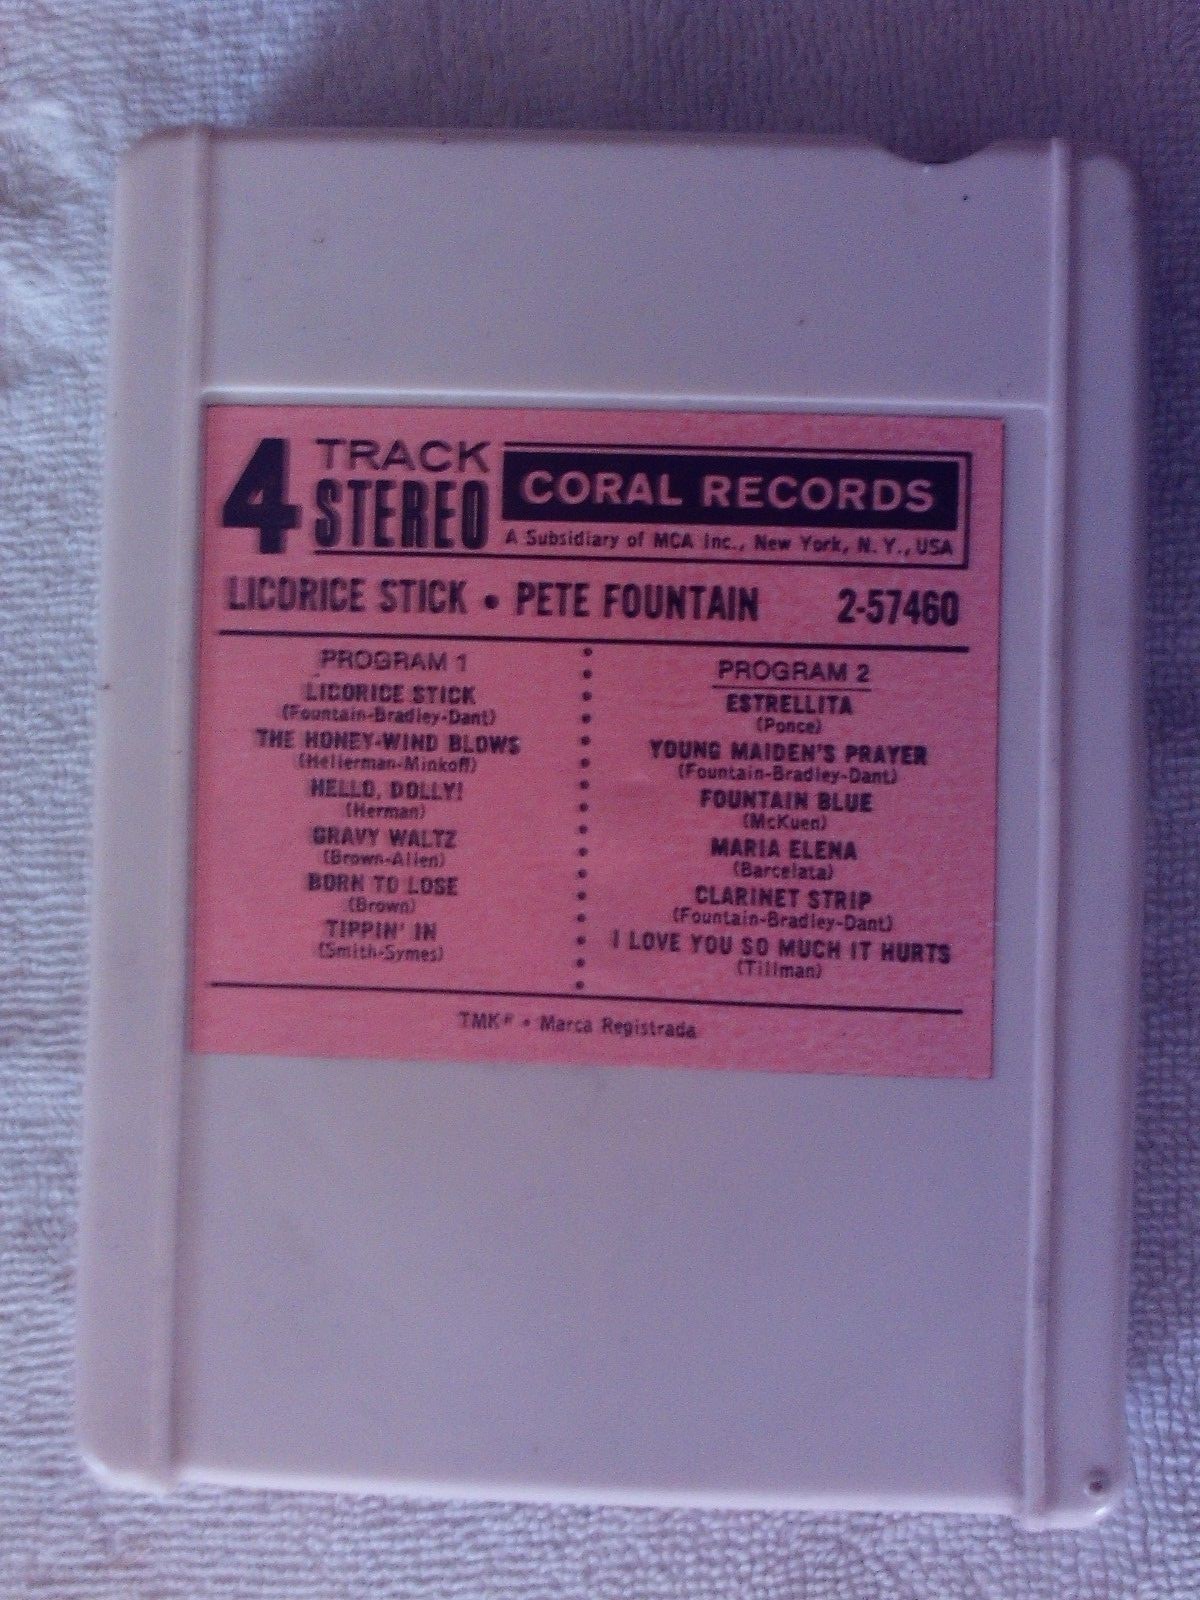 4 TRACK STEREO
CORAL RECORDS
A Subsidiary of MCA Inc., New York, N.Y., USA
LICORICE STICK • PETE FOUNTAIN 2-57460
PROGRAM 1
LICORICE STICK
(Fountain-Bradley-Dant)
THE HONEY-WIND BLOWS
(Hellerman-Minkoff)
HELLO, DOLLY!
(Herman)
GRAVY WALTZ
(Brown-Allen)
BORN TO LOSE
(Brown)
TIPPIN' IN
(Smith-Symes)
PROGRAM 2
ESTRELLITA
(Ponce)
YOUNG MAIDEN'S PRAYER
(Fountain-Bradley-Dant)
FOUNTAIN BLUE
(McKuen)
MARIA ELENA
(Barcelata)
CLARINET STRIP
(Fountain-Bradley-Dant)
I LOVE YOU SO MUCH IT HURTS
(Tillman)
TMK® • Marca Registrada